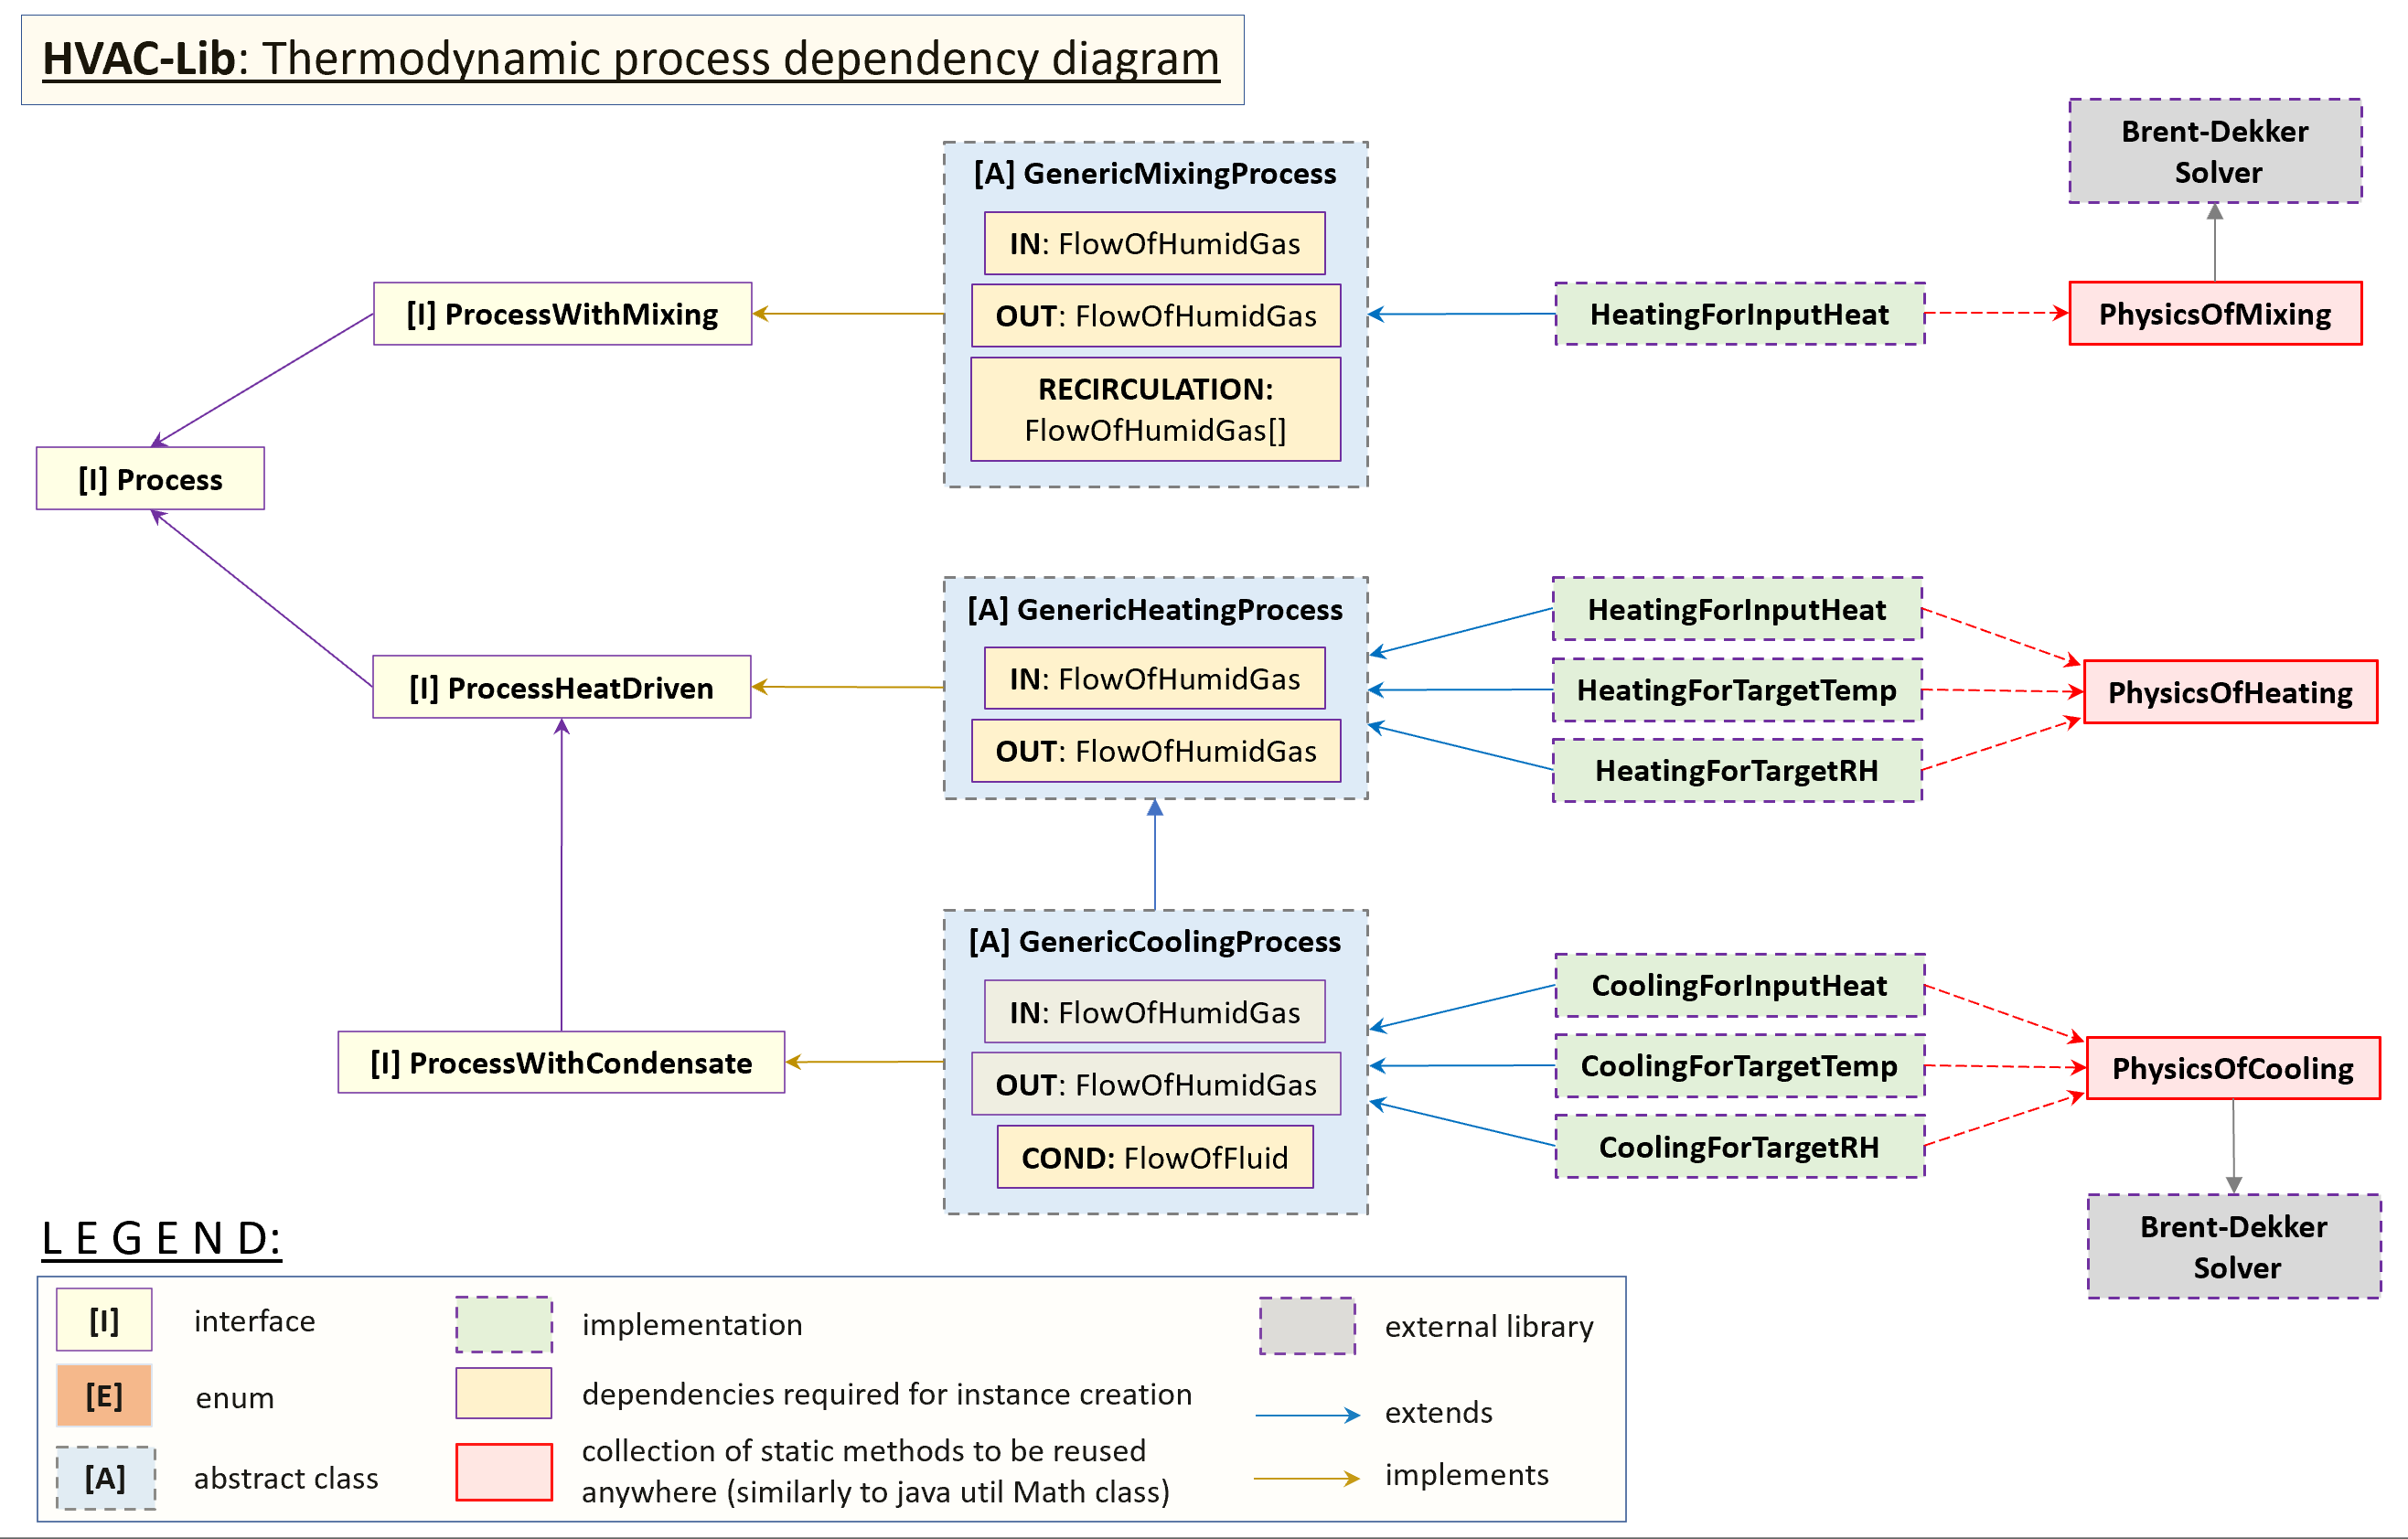 HVAC-Lib: Thermodynamic process dependency diagram
Brent-Dekker
Solver
[A] GenericMixingProcess
IN: FlowOfHumidGas
OUT: FlowOfHumidGas
RECIRCULATION:
FlowOfHumidGas[]
[I] ProcessWithMixing
HeatingForInputHeat
PhysicsOfMixing
[I] Process
[A] GenericHeatingProcess
IN: FlowOfHumidGas
OUT: FlowOfHumidGas
[I] ProcessHeatDriven
HeatingForInputHeat
HeatingForTargetTemp
HeatingForTargetRH
PhysicsOfHeating
[A] GenericCoolingProcess
IN: FlowOfHumidGas
OUT: FlowOfHumidGas
COND: FlowOfFluid
[I] ProcessWithCondensate
CoolingForInputHeat
CoolingForTargetTemp
CoolingForTargetRH
PhysicsOfCooling
Brent-Dekker
Solver
L E G E N D:
[I] interface
[E] enum
[A] abstract class
implementation
dependencies required for instance creation
collection of static methods to be reused
anywhere (similarly to java util Math class)
external library
extends
implements